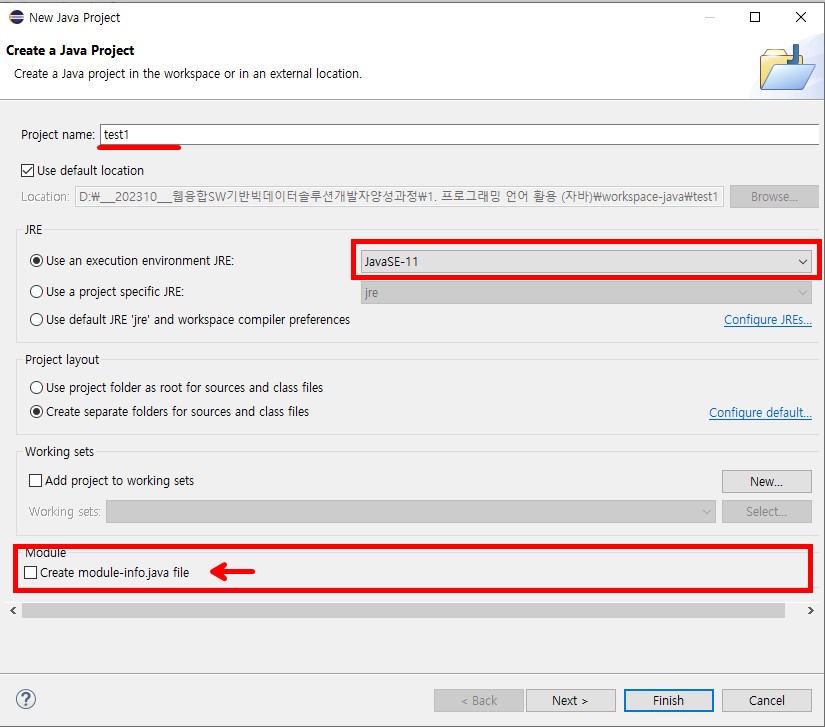 New Java Project
Create a Java Project
Create a Java project in the workspace or in an external location.
Project name: test1
Use default location
Location: D:₩___202310___웹융합SW기반빅데이터솔루션개발자양성과정₩1. 프로그래밍 언어 활용 (자바)₩workspace-java₩test1 Browse...
JRE
Use an execution environment JRE: JavaSE-11
Use a project specific JRE: jre
Use default JRE 'jre' and workspace compiler preferences Configure JREs...
Project layout
Use project folder as root for sources and class files
Create separate folders for sources and class files Configure default...
Working sets
Add project to working sets New...
Working sets: Select...
Module
Create module-info.java file
< Back Next > Finish Cancel